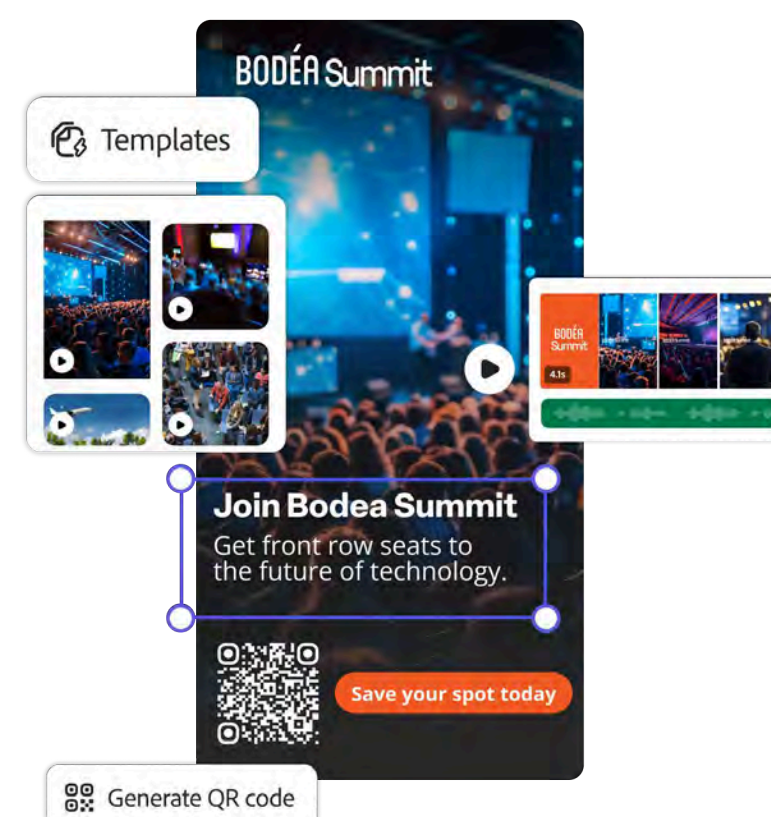 BODÉA Summit
Templates
BODÉA
Summit
4.1s
Join Bodea Summit
Get front row seats to
the future of technology.
Save your spot today
Generate QR code